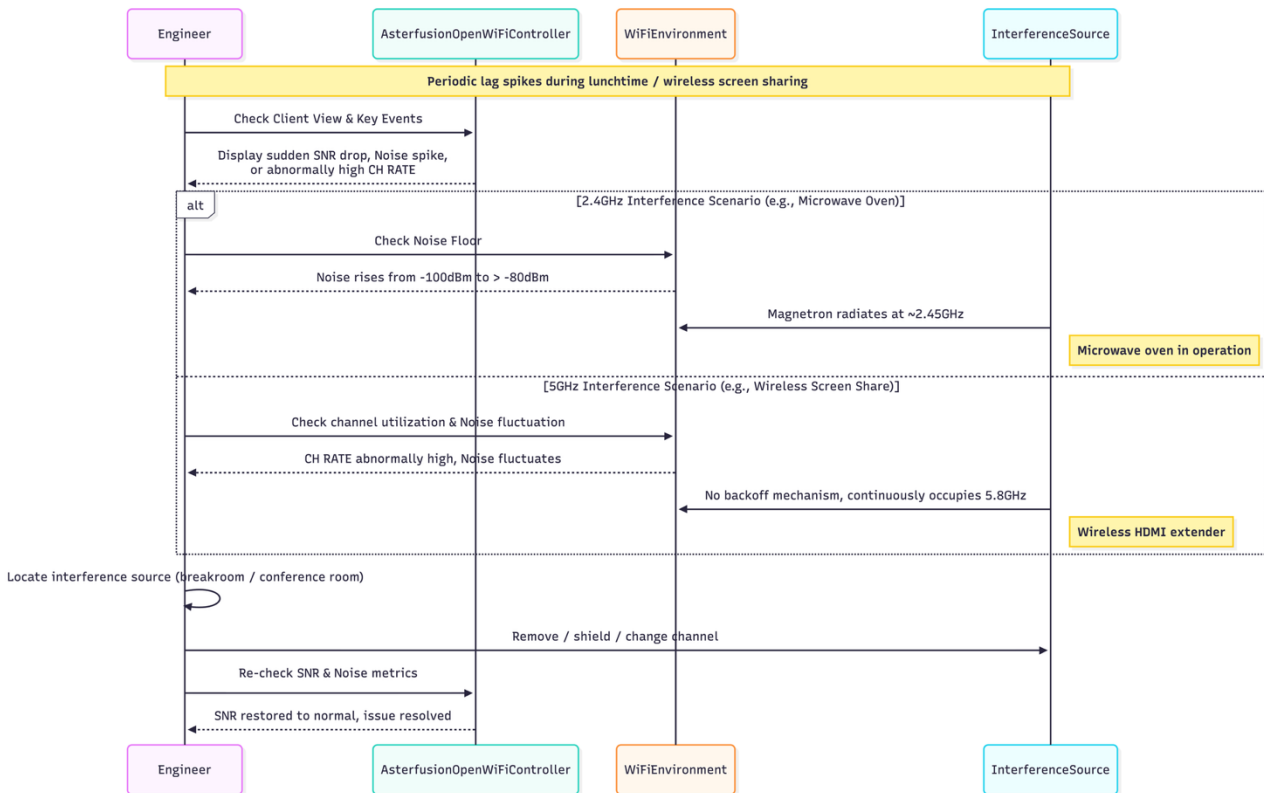 Engineer
AsterfusionOpenWiFiController
WiFiEnvironment
InterferenceSource
Periodic lag spikes during lunchtime / wireless screen sharing
Check Client View & Key Events
Display sudden SNR drop, Noise spike,
or abnormally high CH RATE
alt
[2.4GHz Interference Scenario (e.g., Microwave Oven)]
Check Noise Floor
Noise rises from -100dBm to > -80dBm
Magnetron radiates at ~2.45GHz
Microwave oven in operation
[5GHz Interference Scenario (e.g., Wireless Screen Share)]
Check channel utilization & Noise fluctuation
CH RATE abnormally high, Noise fluctuates
No backoff mechanism, continuously occupies 5.8GHz
Wireless HDMI extender
Locate interference source (breakroom / conference room)
Remove / shield / change channel
Re-check SNR & Noise metrics
SNR restored to normal, issue resolved
Engineer
AsterfusionOpenWiFiController
WiFiEnvironment
InterferenceSource